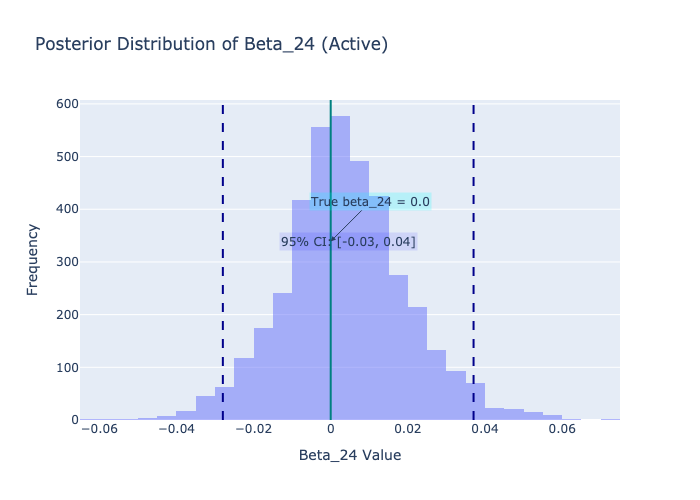 Posterior Distribution of Beta_24 (Active)
600
500
400
300
200
100
0
Frequency
True beta_24 = 0.0
95% CI: [-0.03, 0.04]
−0.06
−0.04
−0.02
0
0.02
0.04
0.06
Beta_24 Value